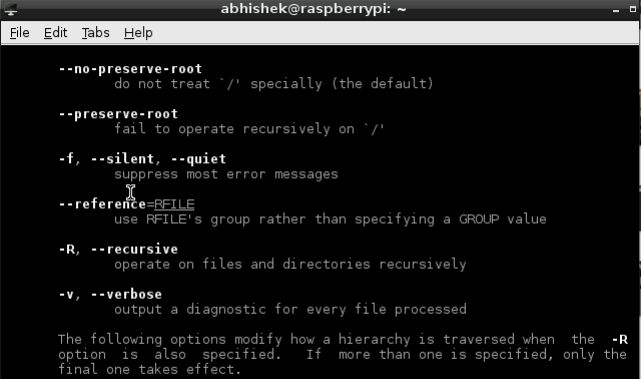 abhishek@raspberrypi: ~
File Edit Tabs Help
--no-preserve-root
do not treat `/' specially (the default)
--preserve-root
fail to operate recursively on `/'
-f, --silent, --quiet
suppress most error messages
--reference=RFILE
use RFILE's group rather than specifying a GROUP value
-R, --recursive
operate on files and directories recursively
-v, --verbose
output a diagnostic for every file processed
The following options modify how a hierarchy is traversed when the -R
option is also specified. If more than one is specified, only the
final one takes effect.